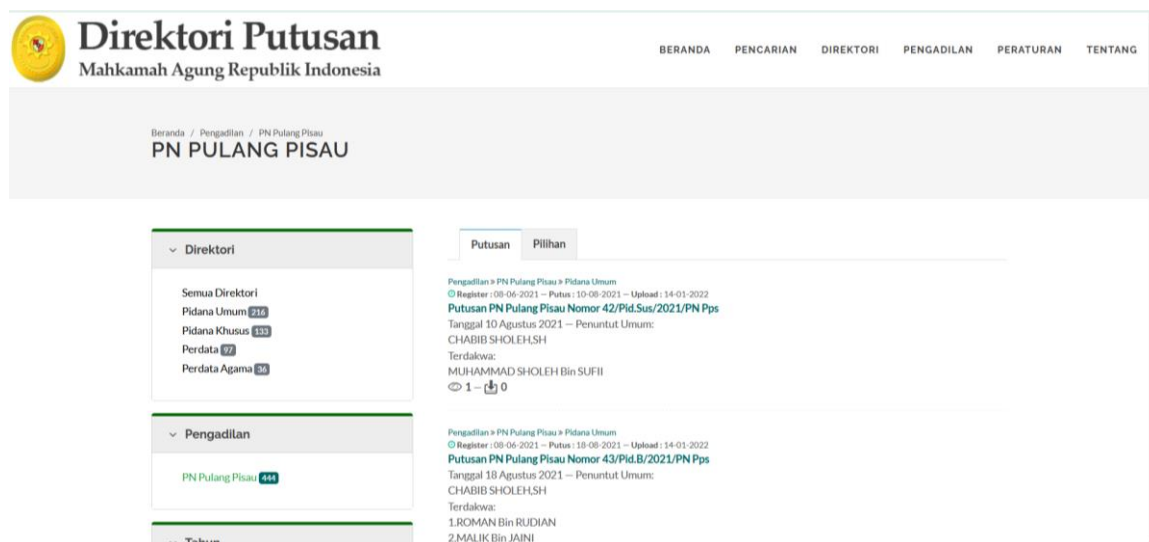 Direktori Putusan
Mahkamah Agung Republik Indonesia
BERANDA PENCARIAN DIREKTORI PENGADILAN PERATURAN TENTANG
Beranda / Pengadilan / PN Pulang Pisau
PN PULANG PISAU
Direktori
Semua Direktori
Pidana Umum 216
Pidana Khusus 133
Perdata 97
Perdata Agama 36
Pengadilan
PN Pulang Pisau 444
Tahun
Putusan Pilihan
Pengadilan » PN Pulang Pisau » Pidana Umum
Register : 08-06-2021 — Putus : 10-08-2021 — Upload : 14-01-2022
Putusan PN Pulang Pisau Nomor 42/Pid.Sus/2021/PN Pps
Tanggal 10 Agustus 2021 — Penuntut Umum:
CHABIB SHOLEH,SH
Terdakwa:
MUHAMMAD SHOLEH Bin SUFII
1 — 0
Pengadilan » PN Pulang Pisau » Pidana Umum
Register : 08-06-2021 — Putus : 18-08-2021 — Upload : 14-01-2022
Putusan PN Pulang Pisau Nomor 43/Pid.B/2021/PN Pps
Tanggal 18 Agustus 2021 — Penuntut Umum:
CHABIB SHOLEH,SH
Terdakwa:
1.ROMAN Bin RUDIAN
2.MALIK Bin JAINI